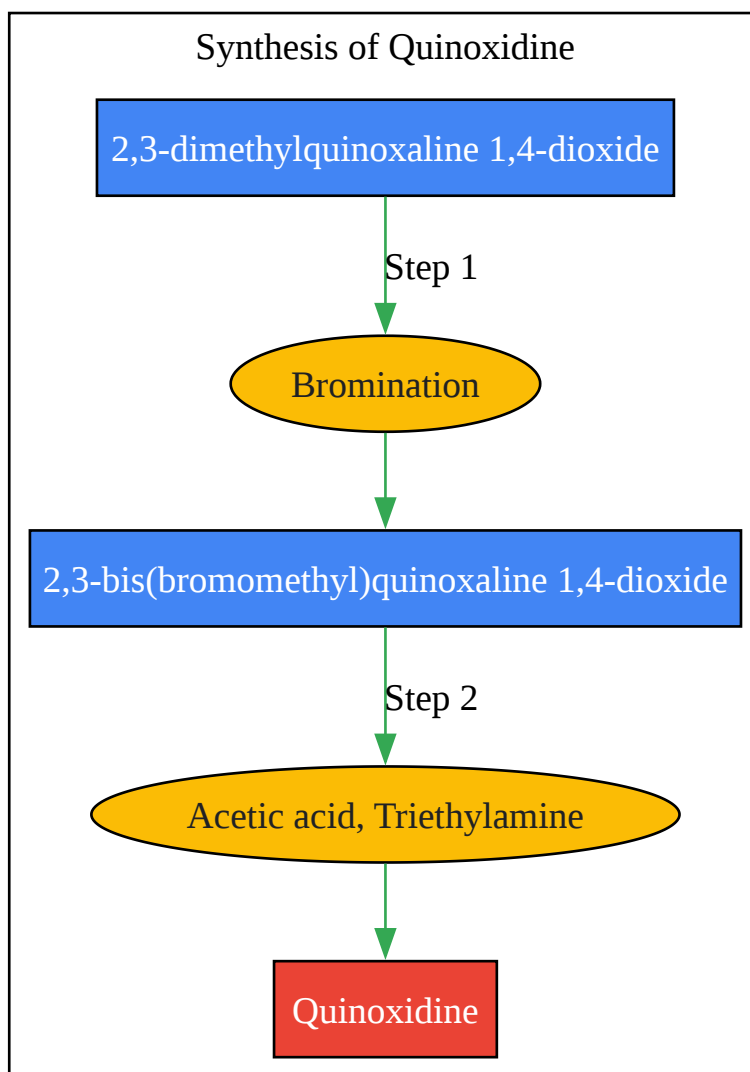 Synthesis of Quinoxidine
2,3-dimethylquinoxaline 1,4-dioxide
Step 1
Bromination
2,3-bis(bromomethyl)quinoxaline 1,4-dioxide
Step 2
Acetic acid, Triethylamine
Quinoxidine